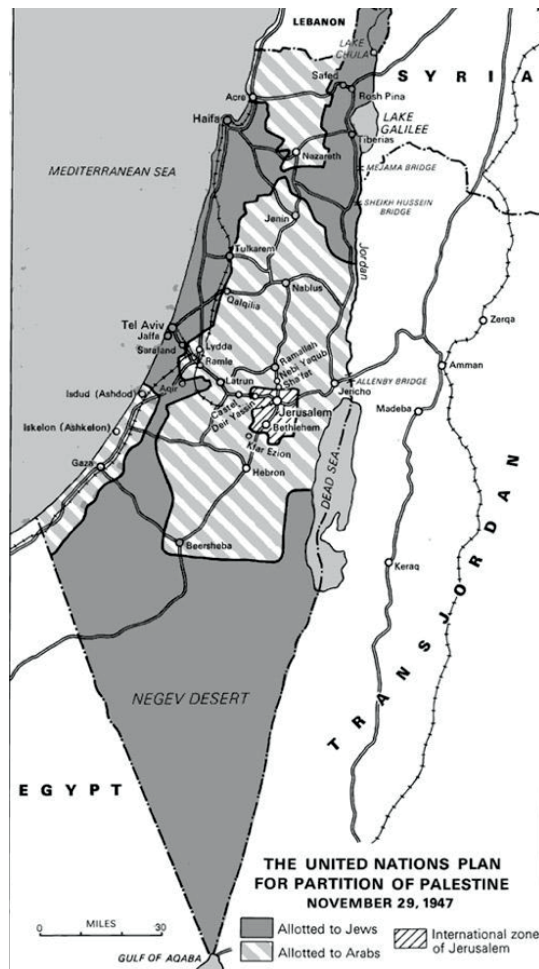 LEBANON
LAKE
CHULA
Safed
SYRIA
Rosh Pina
Acre
Haifa
LAKE
GALILEE
Tiberias
MEDITERRANEAN SEA
Nazareth
MEJAMA BRIDGE
SHEIKH HUSSEIN
BRIDGE
Jenin
Jordan
Tulkarem
Nablus
Qalqilia
Tel Aviv
Jaffa
Saraland
Lydda
Ramle
Zerqa
Ramallah
Nebi Yaqub
Sha'fat
Amman
Aqir
Latrun
ALLENBY BRIDGE
Jericho
Isdud (Ashdod)
Castel
Deir Yassin
Jerusalem
Madeba
Bethlehem
Iskelon (Ashkelon)
Kfar Ezion
Gaza
Hebron
DEAD SEA
Beersheba
Keraq
TRANSJORDAN
NEGEV DESERT
EGYPT
THE UNITED NATIONS PLAN
FOR PARTITION OF PALESTINE
NOVEMBER 29, 1947
MILES
0 30
Allotted to Jews
Allotted to Arabs
International zone
of Jerusalem
GULF OF AQABA